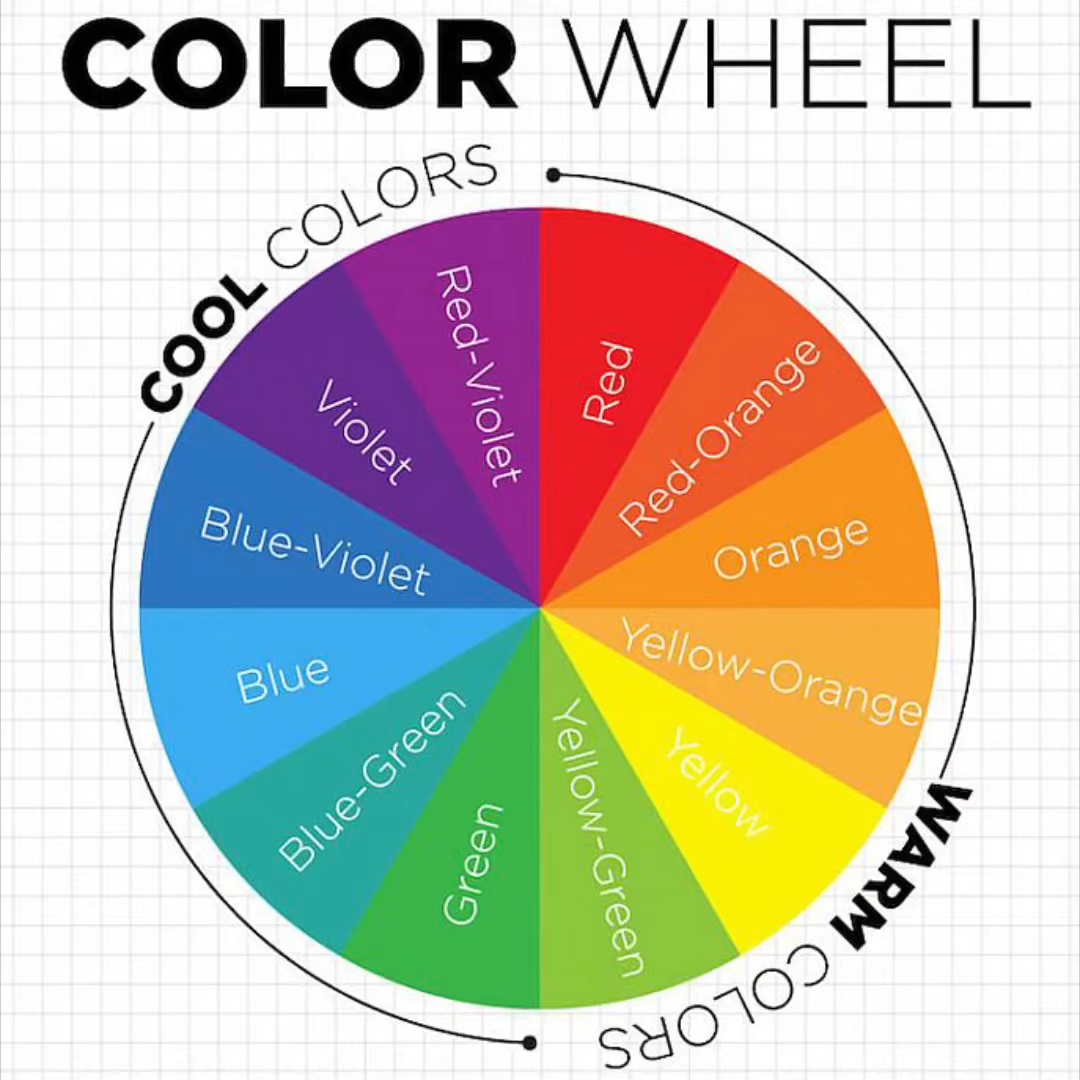 COLOR WHEEL
COOL COLORS
Red-Violet
Red
Violet
Red-Orange
Blue-Violet
Orange
Blue
Yellow-Orange
Blue-Green
Yellow
Green
Yellow-Green
WARM COLORS